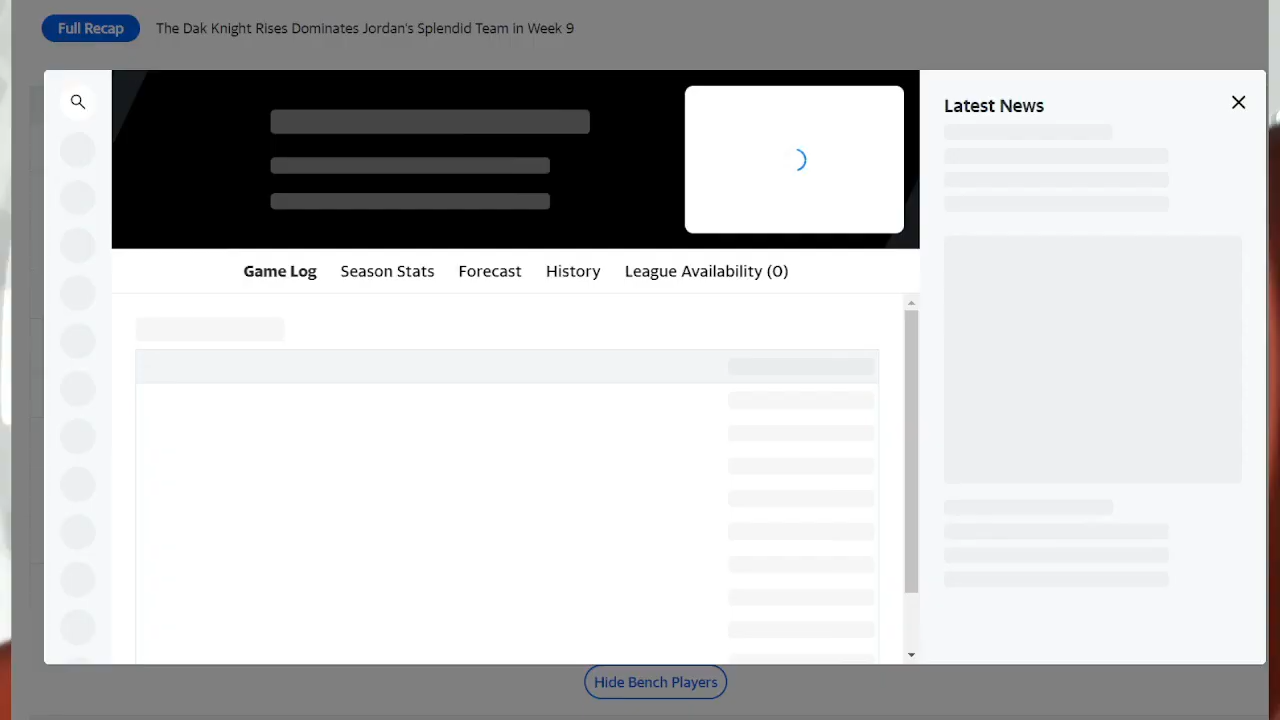 Full Recap The Dak Knight Rises Dominates Jordan's Splendid Team in Week 9
Latest News
Game Log Season Stats Forecast History League Availability (0)
Hide Bench Players